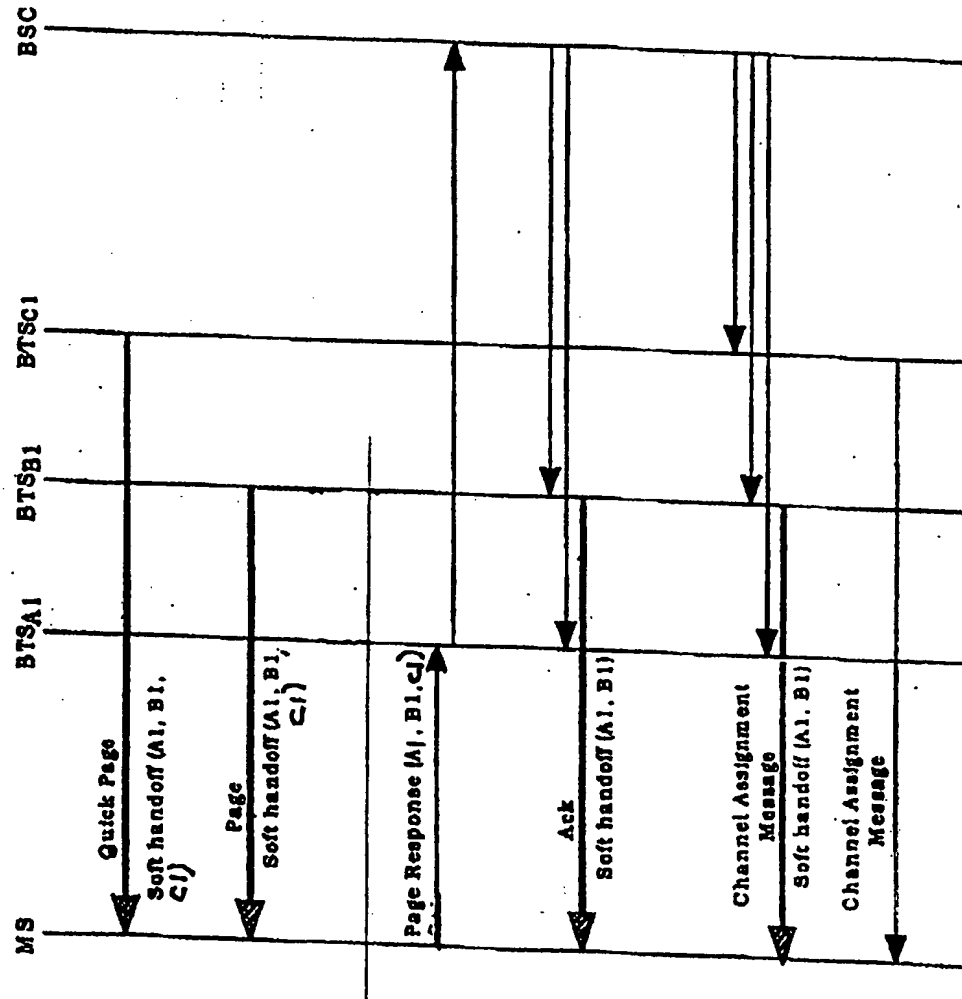 MS
BTSA1
BTSB1
BTSC1
BSC
Quick Page
Soft handoff (A1, B1,
C1)
Page
Soft handoff (A1, B1,
C1)
Page Response (A1, B1, C1)
Ack
Soft handoff (A1, B1)
Channel Assignment
Message
Soft handoff (A1, B1)
Channel Assignment
Message